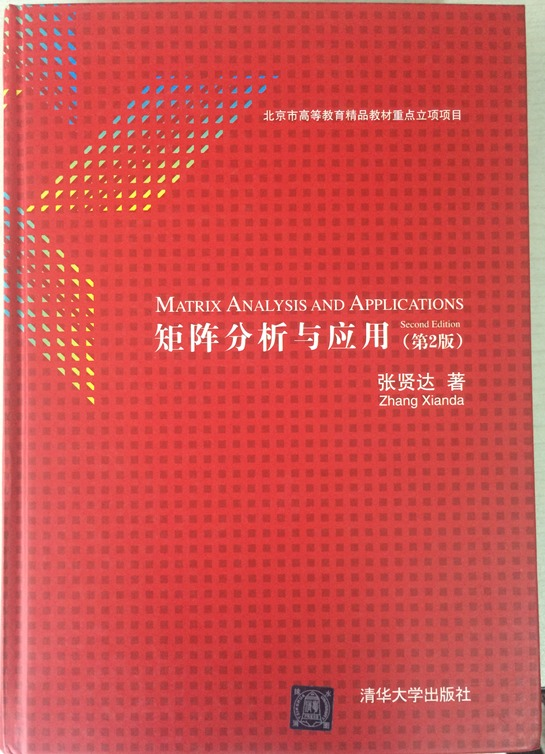 北京市高等教育精品教材重点立项项目
MATRIX ANALYSIS AND APPLICATIONS
Second Edition
矩阵分析与应用（第2版）
张贤达 著
Zhang Xianda
清华大学出版社